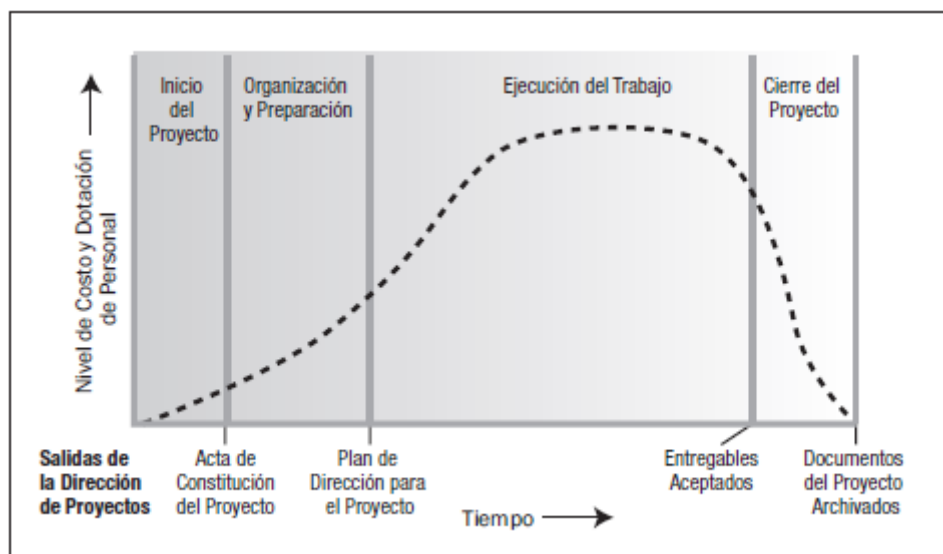 Inicio
del
Proyecto
Organización
y Preparación
Ejecución del Trabajo
Cierre del
Proyecto
Nivel de Costo y Dotación
de Personal
Salidas de
la Dirección
de Proyectos
Acta de
Constitución
del Proyecto
Plan de
Dirección para
el Proyecto
Entregables
Aceptados
Documentos
del Proyecto
Archivados
Tiempo